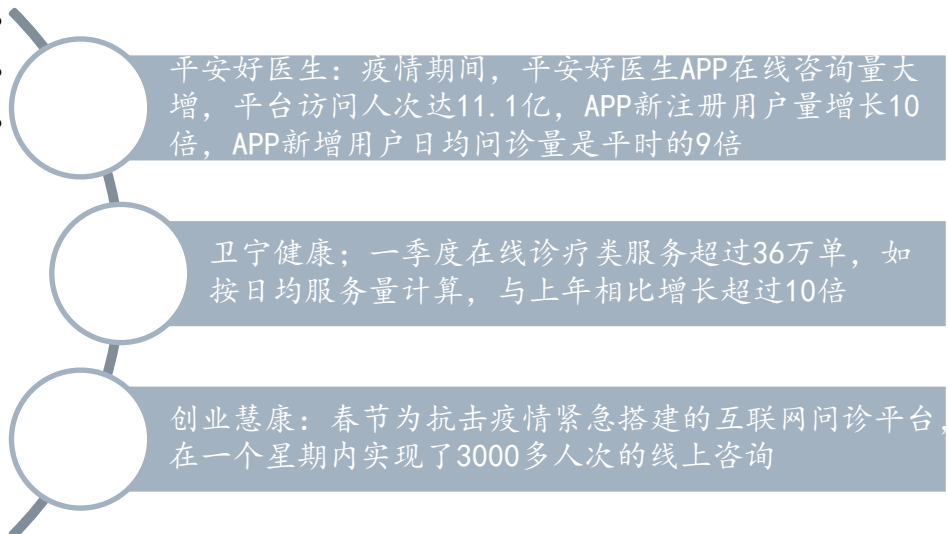 平安好医生：疫情期间，平安好医生APP在线咨询量大
增，平台访问人次达11.1亿，APP新注册用户量增长10
倍，APP新增用户日均问诊量是平时的9倍
卫宁健康；一季度在线诊疗类服务超过36万单，如
按日均服务量计算，与上年相比增长超过10倍
创业慧康：春节为抗击疫情紧急搭建的互联网问诊平台，
在一个星期内实现了3000多人次的线上咨询